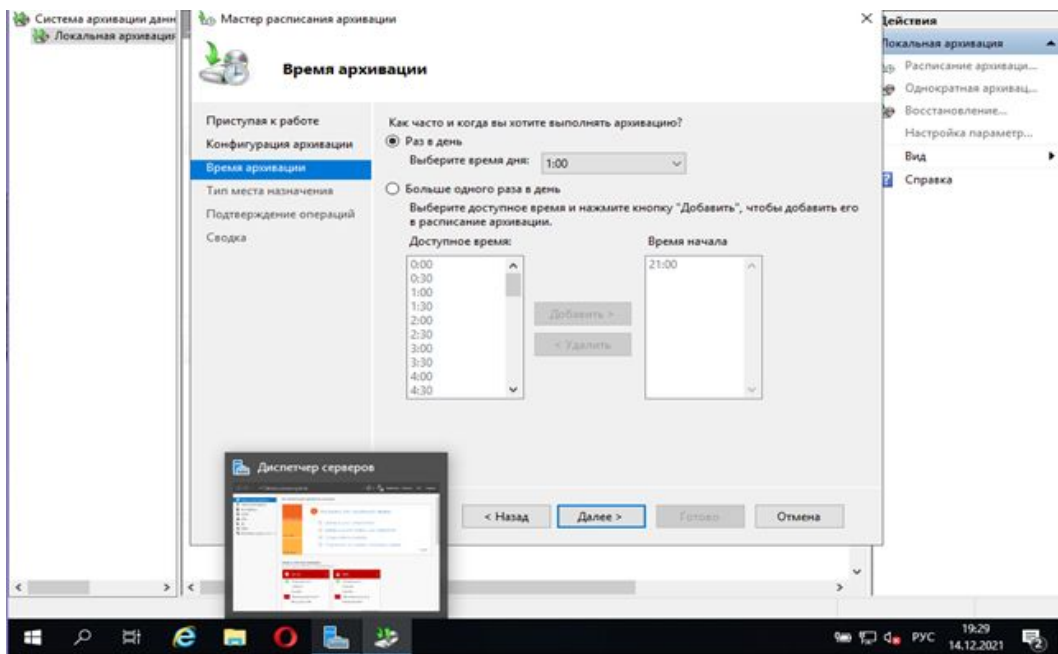 Система архивации данн
Локальная архивация
Мастер расписания архивации
Время архивации
Приступая к работе
Конфигурация архивации
Время архивации
Тип места назначения
Подтверждение операций
Сводка
Как часто и когда вы хотите выполнять архивацию?
Раз в день
Выберите время дня: 1:00
Больше одного раза в день
Выберите доступное время и нажмите кнопку "Добавить", чтобы добавить его
в расписание архивации.
Доступное время:
0:00
0:30
1:00
1:30
2:00
2:30
3:00
3:30
4:00
4:30
Добавить >
< Удалить
Время начала
21:00
< Назад
Далее >
Готово
Отмена
Действия
Локальная архивация
Расписание архиваци...
Однократная архивац...
Восстановление...
Настройка параметр...
Вид
Справка
Диспетчер серверов
РУС
19:29
14.12.2021
2